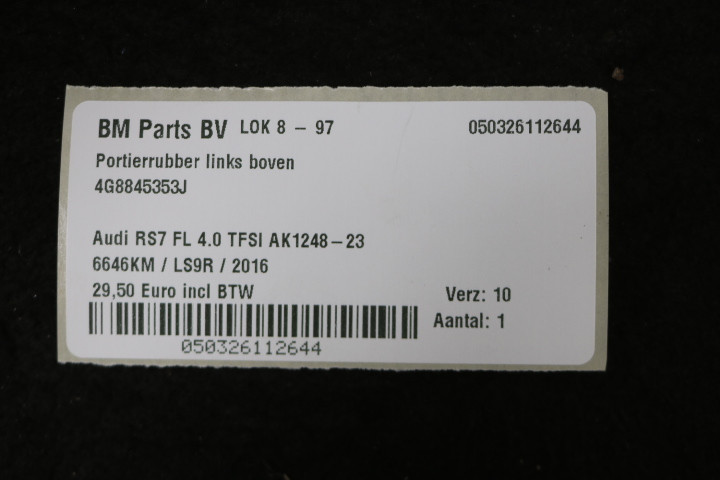 BM Parts BV LOK 8 - 97 050326112644
Portierrubber links boven
4G8845353J
Audi RS7 FL 4.0 TFSI AK1248-23
6646KM / LS9R / 2016
29,50 Euro incl BTW
Verz: 10
Aantal: 1
050326112644